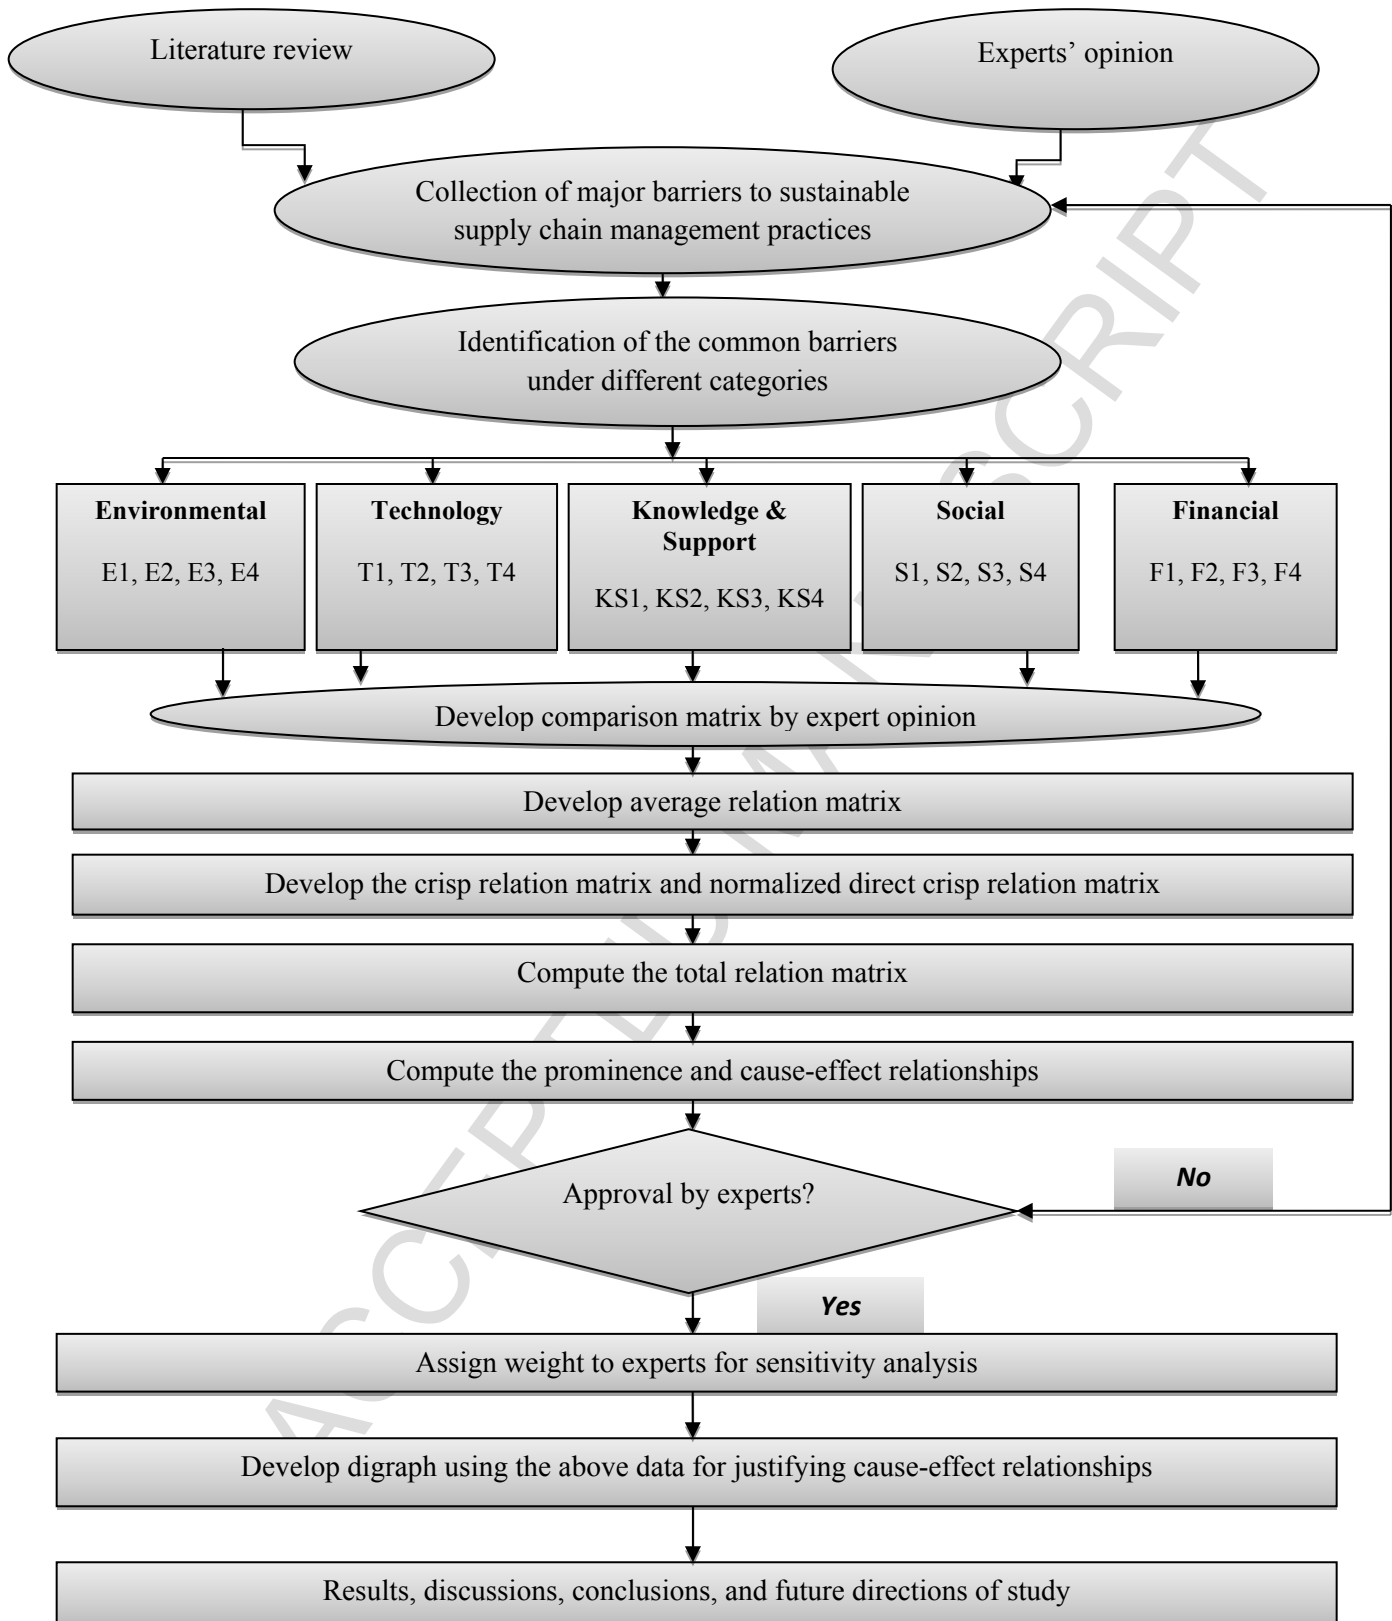 Literature review
Experts’ opinion
Collection of major barriers to sustainable
supply chain management practices
Identification of the common barriers
under different categories
Environmental
E1, E2, E3, E4
Technology
T1, T2, T3, T4
Knowledge &
Support
KS1, KS2, KS3, KS4
Social
S1, S2, S3, S4
Financial
F1, F2, F3, F4
Develop comparison matrix by expert opinion
Develop average relation matrix
Develop the crisp relation matrix and normalized direct crisp relation matrix
Compute the total relation matrix
Compute the prominence and cause-effect relationships
Approval by experts?
No
Yes
Assign weight to experts for sensitivity analysis
Develop digraph using the above data for justifying cause-effect relationships
Results, discussions, conclusions, and future directions of study
ACCEPTED MANUSCRIPT